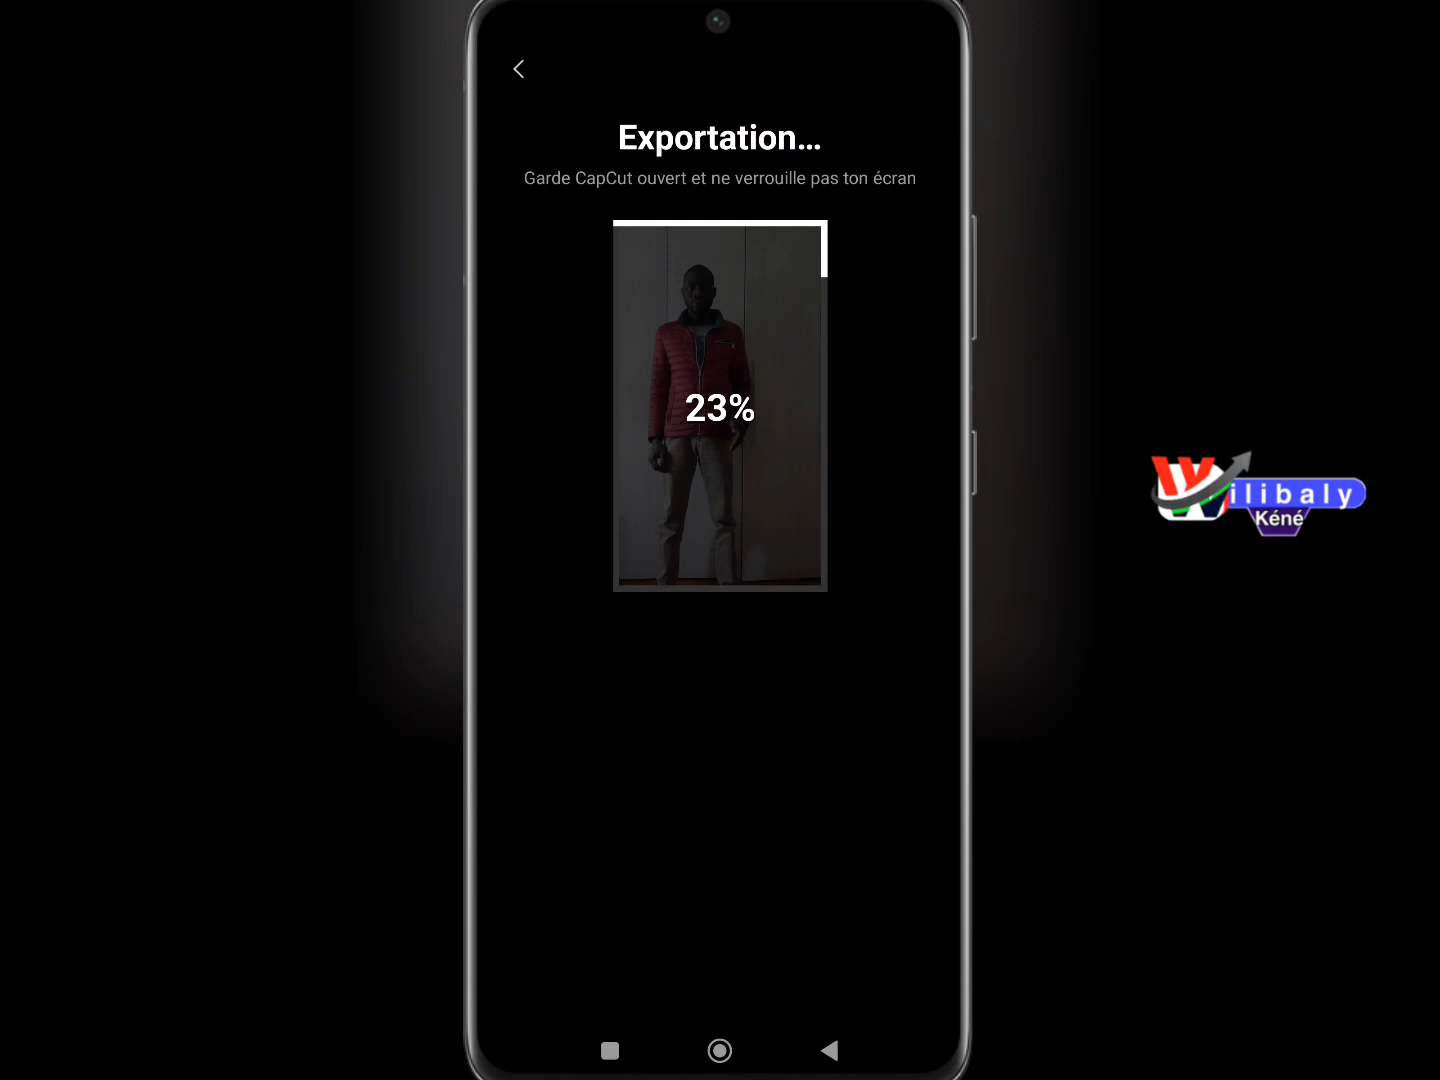 Exportation...
Garde CapCut ouvert et ne verrouille pas ton écran
23%
Wilibaly
Kéné